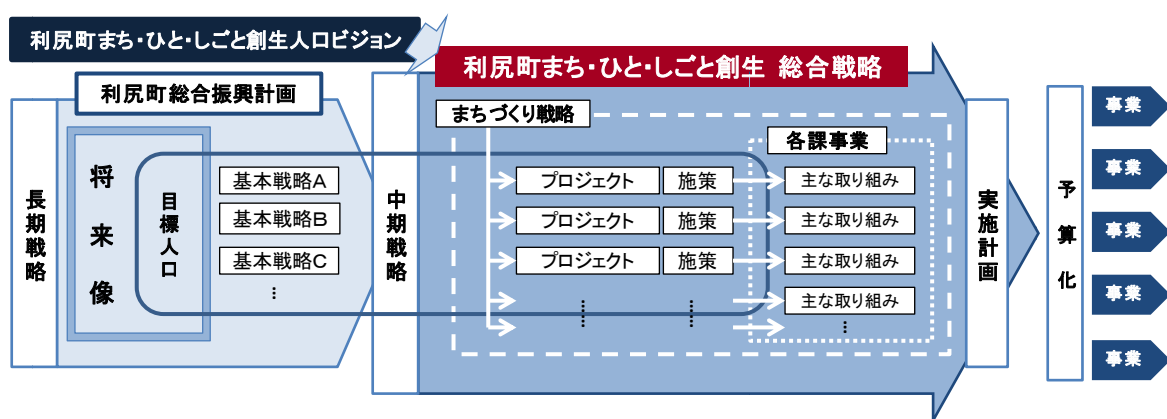 利尻町まち・ひと・しごと創生人口ビジョン
利尻町まち・ひと・しごと創生 総合戦略
利尻町総合振興計画
長期戦略
将来像
目標人口
基本戦略A
基本戦略B
基本戦略C
⋮
中期戦略
まちづくり戦略
各課事業
プロジェクト 施策 主な取り組み
プロジェクト 施策 主な取り組み
プロジェクト 施策 主な取り組み
主な取り組み
⋮
実施計画
予算化
事業
事業
事業
事業
事業